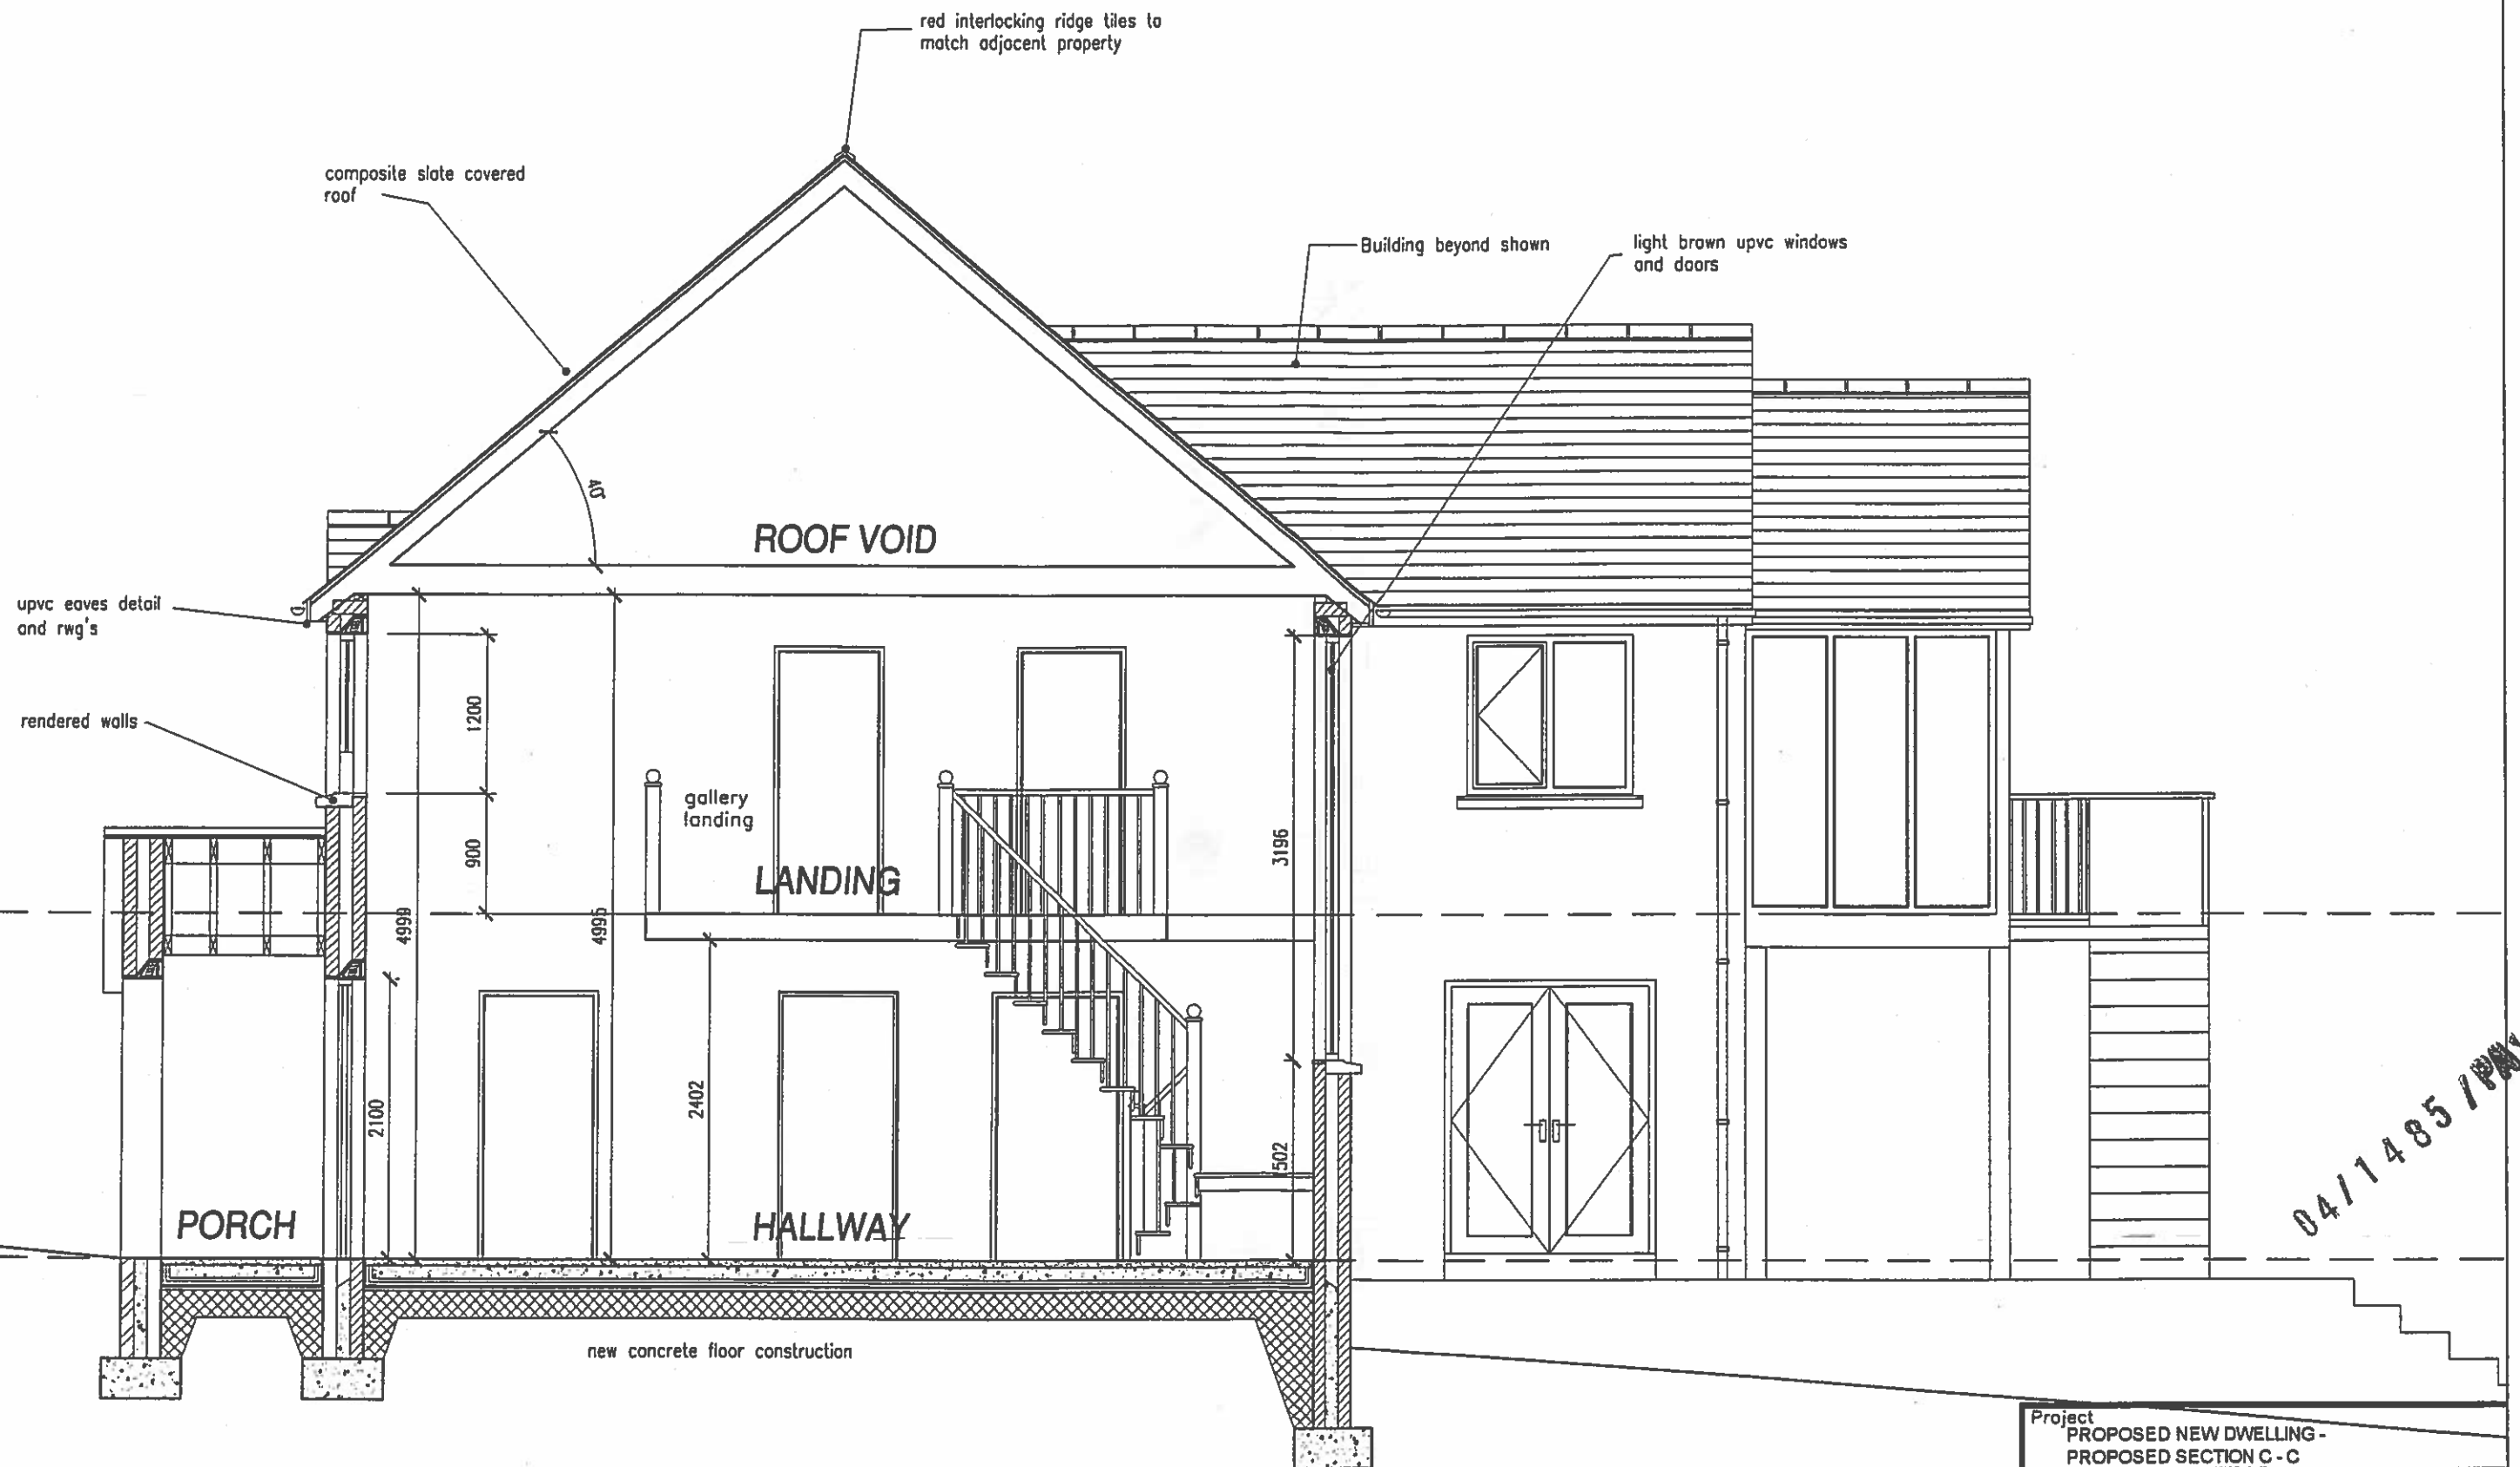 red interlocking ridge tiles to
match adjacent property
composite slate covered
roof
Building beyond shown
light brown upvc windows
and doors
40°
ROOF VOID
upvc eaves detail
and rwg's
rendered walls
1200
900
gallery
landing
LANDING
3196
4999
4995
2402
2100
PORCH
HALLWAY
new concrete floor construction
04/1485
Project
PROPOSED NEW DWELLING -
PROPOSED SECTION C - C